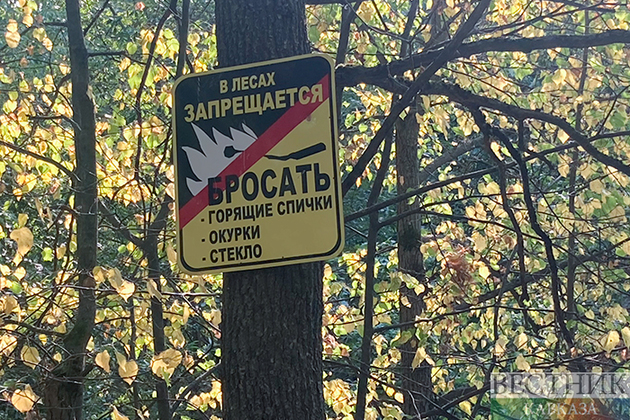 В ЛЕСАХ
ЗАПРЕЩАЕТСЯ
БРОСАТЬ
- ГОРЯЩИЕ СПИЧКИ
- ОКУРКИ
- СТЕКЛО
ВЕСТНИК
КАВКАЗА